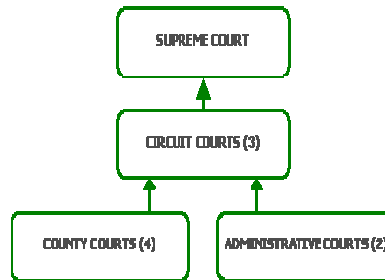 SUPREME COURT
CIRCUIT COURTS (3)
COUNTY COURTS (4)
ADMINISTRATIVE COURTS (2)